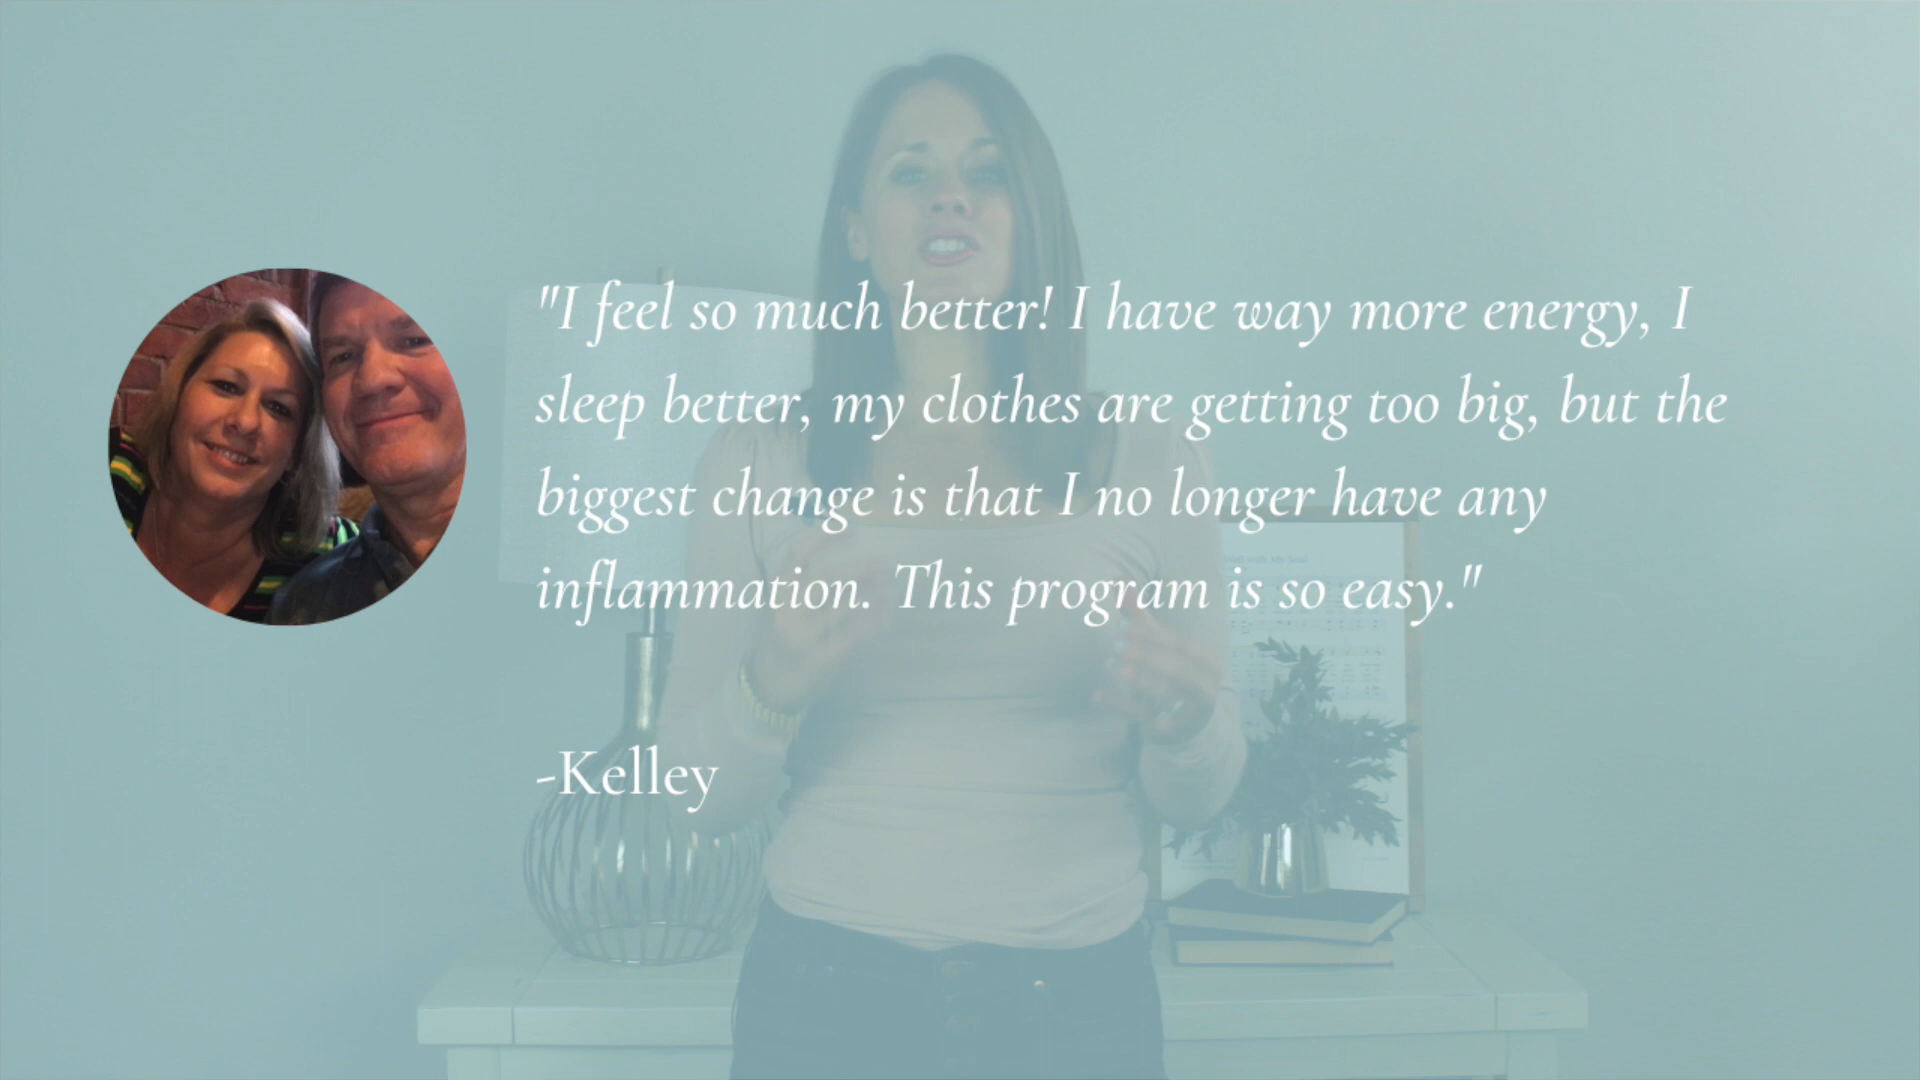 "I feel so much better! I have way more energy, I
sleep better, my clothes are getting too big, but the
biggest change is that I no longer have any
inflammation. This program is so easy."
-Kelley